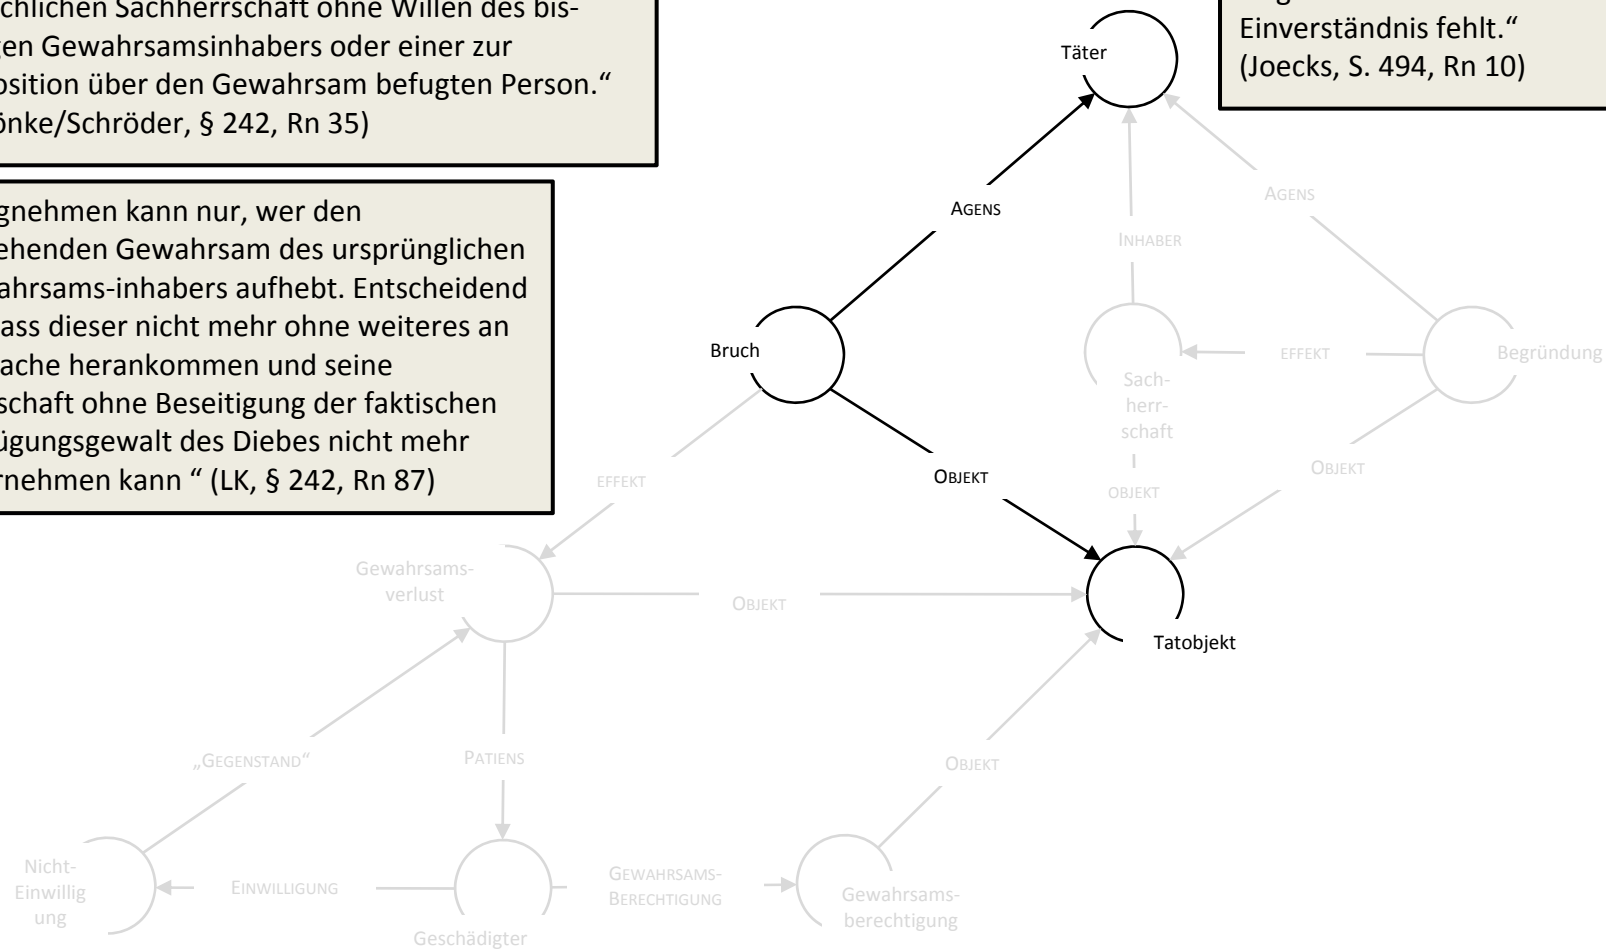 chlichen Sachherrschaft ohne Willen des bis-
gen Gewahrsamsinhabers oder einer zur
osition über den Gewahrsam befugten Person.“
önke/Schröder, § 242, Rn 35)
gnehmen kann nur, wer den
ehenden Gewahrsam des ursprünglichen
ahrsams-inhabers aufhebt. Entscheidend
ass dieser nicht mehr ohne weiteres an
ache herankommen und seine
schaft ohne Beseitigung der faktischen
ügungsgewalt des Diebes nicht mehr
rnehmen kann “ (LK, § 242, Rn 87)
Einverständnis fehlt.“
(Joecks, S. 494, Rn 10)
Täter
AGENS
AGENS
INHABER
Bruch
EFFEKT
Begründung
Sach-
herr-
schaft
OBJEKT
OBJEKT
EFFEKT
OBJEKT
Gewahrsams-
verlust
OBJEKT
Tatobjekt
„GEGENSTAND“
PATIENS
OBJEKT
Nicht-
Einwillig
ung
EINWILLIGUNG
Geschädigter
GEWAHRSAMS-
BERECHTIGUNG
Gewahrsams-
berechtigung